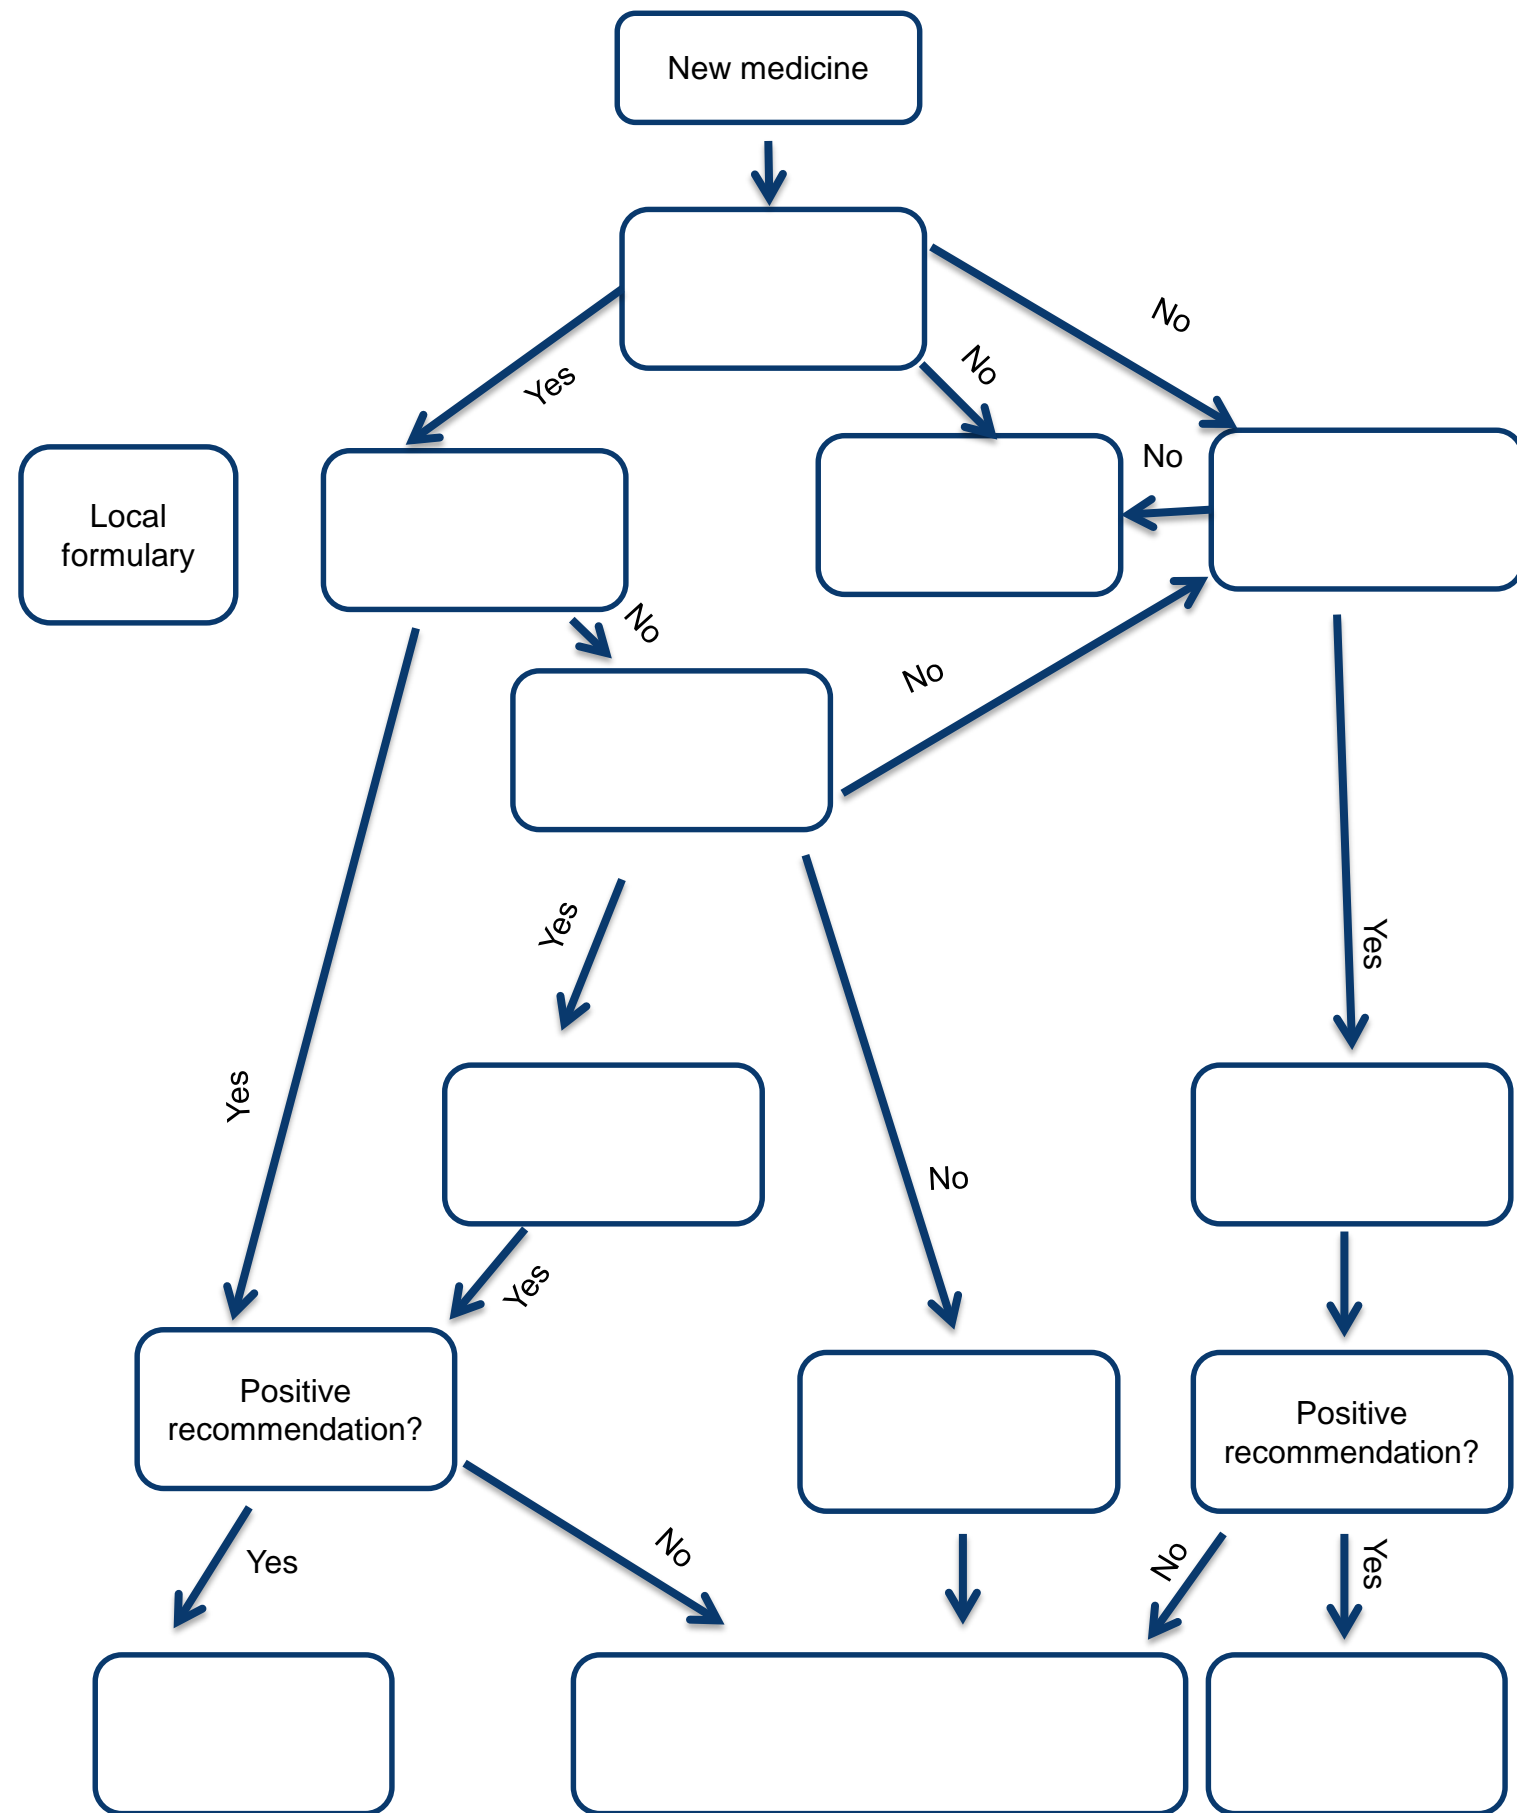 New medicine
No
No
Yes
No
Local
formulary
No
No
Yes
Yes
Yes
No
Yes
Positive
recommendation?
Positive
recommendation?
Yes
No
No
Yes